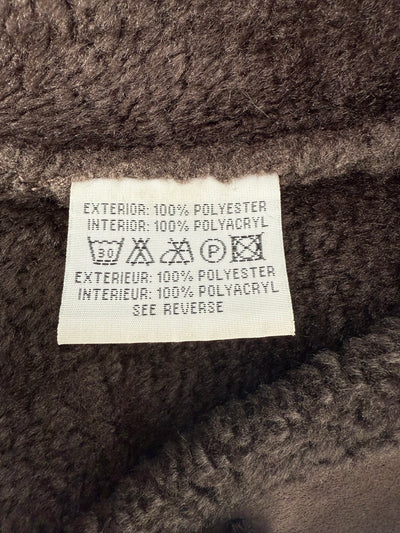 EXTERIOR: 100% POLYESTER
INTERIOR: 100% POLYACRYL
30 P
EXTERIEUR: 100% POLYESTER
INTERIEUR: 100% POLYACRYL
SEE REVERSE